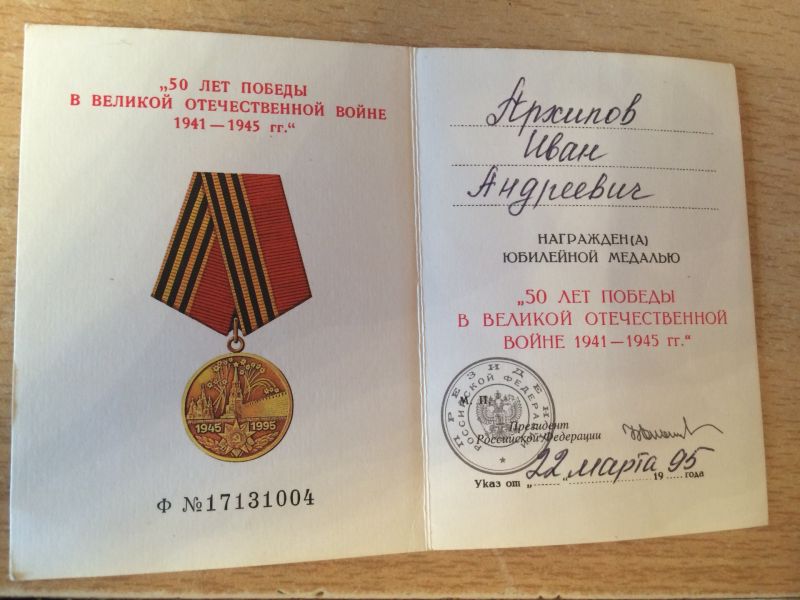 „50 ЛЕТ ПОБЕДЫ
В ВЕЛИКОЙ ОТЕЧЕСТВЕННОЙ ВОЙНЕ
1941—1945 гг.“
1945 1995
Ф №17131004
Архипов
Иван
Андреевич
НАГРАЖДЕН(А)
ЮБИЛЕЙНОЙ МЕДАЛЬЮ
„50 ЛЕТ ПОБЕДЫ
В ВЕЛИКОЙ ОТЕЧЕСТВЕННОЙ
ВОЙНЕ 1941—1945 гг.“
ПРЕЗИДЕНТ
РОССИЙСКОЙ ФЕДЕРАЦИИ
М. П.
Президент
Российской Федерации
Указ от „22“ марта 1995 года